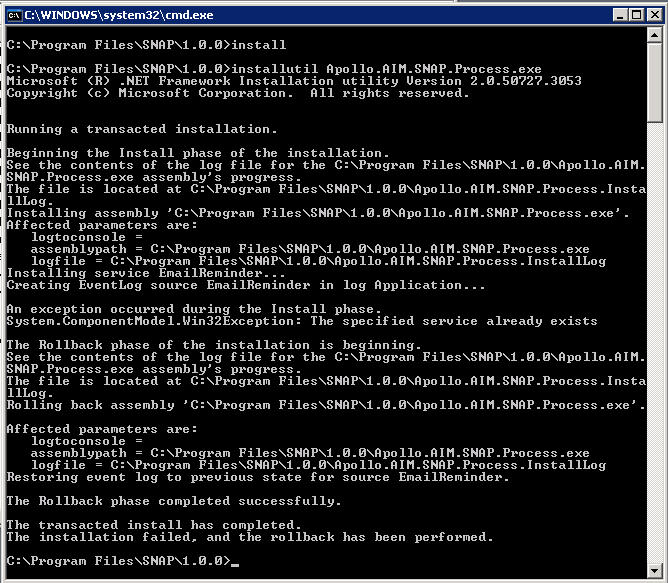 C:\WINDOWS\system32\cmd.exe
C:\Program Files\SNAP\1.0.0>install
C:\Program Files\SNAP\1.0.0>installutil Apollo.AIM.SNAP.Process.exe
Microsoft (R) .NET Framework Installation utility Version 2.0.50727.3053
Copyright (c) Microsoft Corporation.  All rights reserved.
Running a transacted installation.
Beginning the Install phase of the installation.
See the contents of the log file for the C:\Program Files\SNAP\1.0.0\Apollo.AIM.
SNAP.Process.exe assembly's progress.
The file is located at C:\Program Files\SNAP\1.0.0\Apollo.AIM.SNAP.Process.Insta
llLog.
Installing assembly 'C:\Program Files\SNAP\1.0.0\Apollo.AIM.SNAP.Process.exe'.
Affected parameters are:
   logtoconsole =
   assemblypath = C:\Program Files\SNAP\1.0.0\Apollo.AIM.SNAP.Process.exe
   logfile = C:\Program Files\SNAP\1.0.0\Apollo.AIM.SNAP.Process.InstallLog
Installing service EmailReminder...
Creating EventLog source EmailReminder in log Application...
An exception occurred during the Install phase.
System.ComponentModel.Win32Exception: The specified service already exists
The Rollback phase of the installation is beginning.
See the contents of the log file for the C:\Program Files\SNAP\1.0.0\Apollo.AIM.
SNAP.Process.exe assembly's progress.
The file is located at C:\Program Files\SNAP\1.0.0\Apollo.AIM.SNAP.Process.Insta
llLog.
Rolling back assembly 'C:\Program Files\SNAP\1.0.0\Apollo.AIM.SNAP.Process.exe'.
Affected parameters are:
   logtoconsole =
   assemblypath = C:\Program Files\SNAP\1.0.0\Apollo.AIM.SNAP.Process.exe
   logfile = C:\Program Files\SNAP\1.0.0\Apollo.AIM.SNAP.Process.InstallLog
Restoring event log to previous state for source EmailReminder.
The Rollback phase completed successfully.
The transacted install has completed.
The installation failed, and the rollback has been performed.
C:\Program Files\SNAP\1.0.0>_